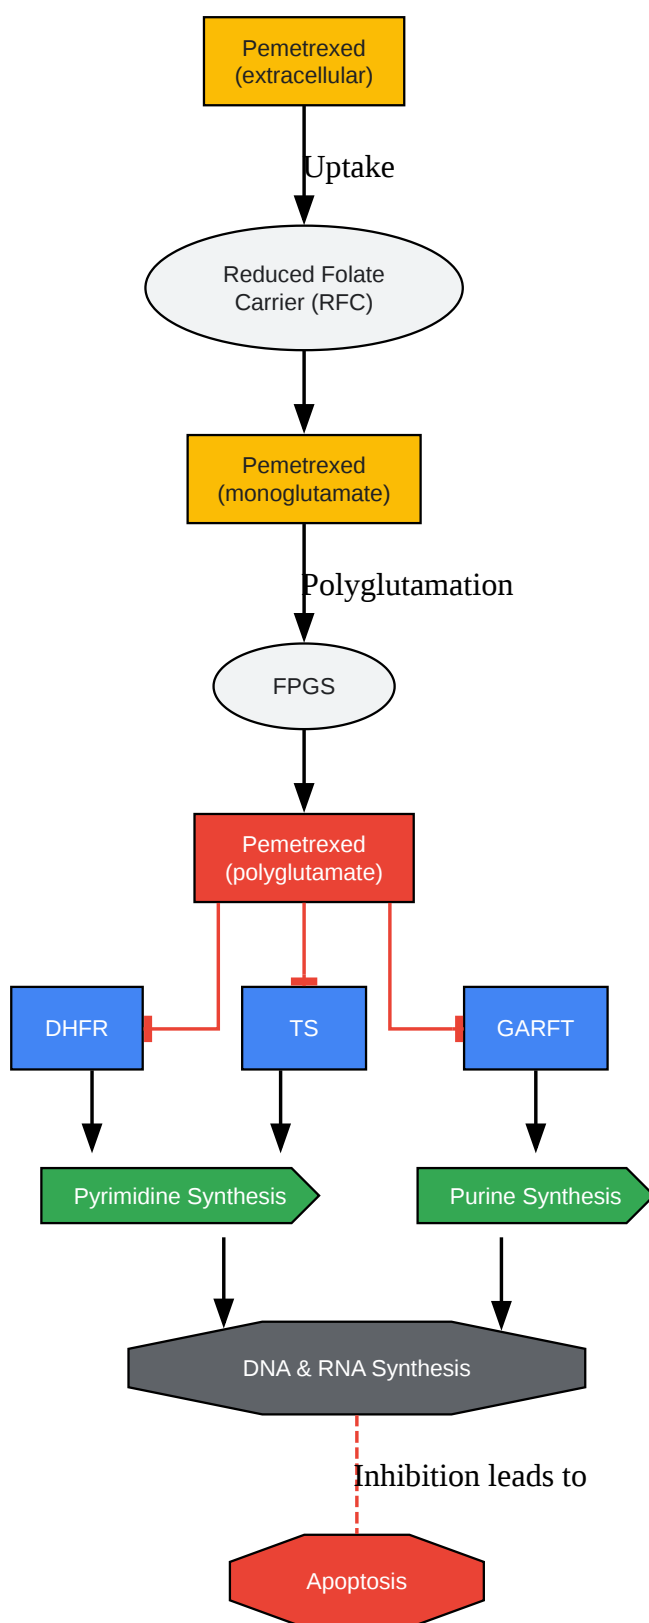 Pemetrexed
(extracellular)
Uptake
Reduced Folate
Carrier (RFC)
Pemetrexed
(monoglutamate)
Polyglutamation
FPGS
Pemetrexed
(polyglutamate)
DHFR
TS
GARFT
Pyrimidine Synthesis
Purine Synthesis
DNA & RNA Synthesis
Inhibition leads to
Apoptosis